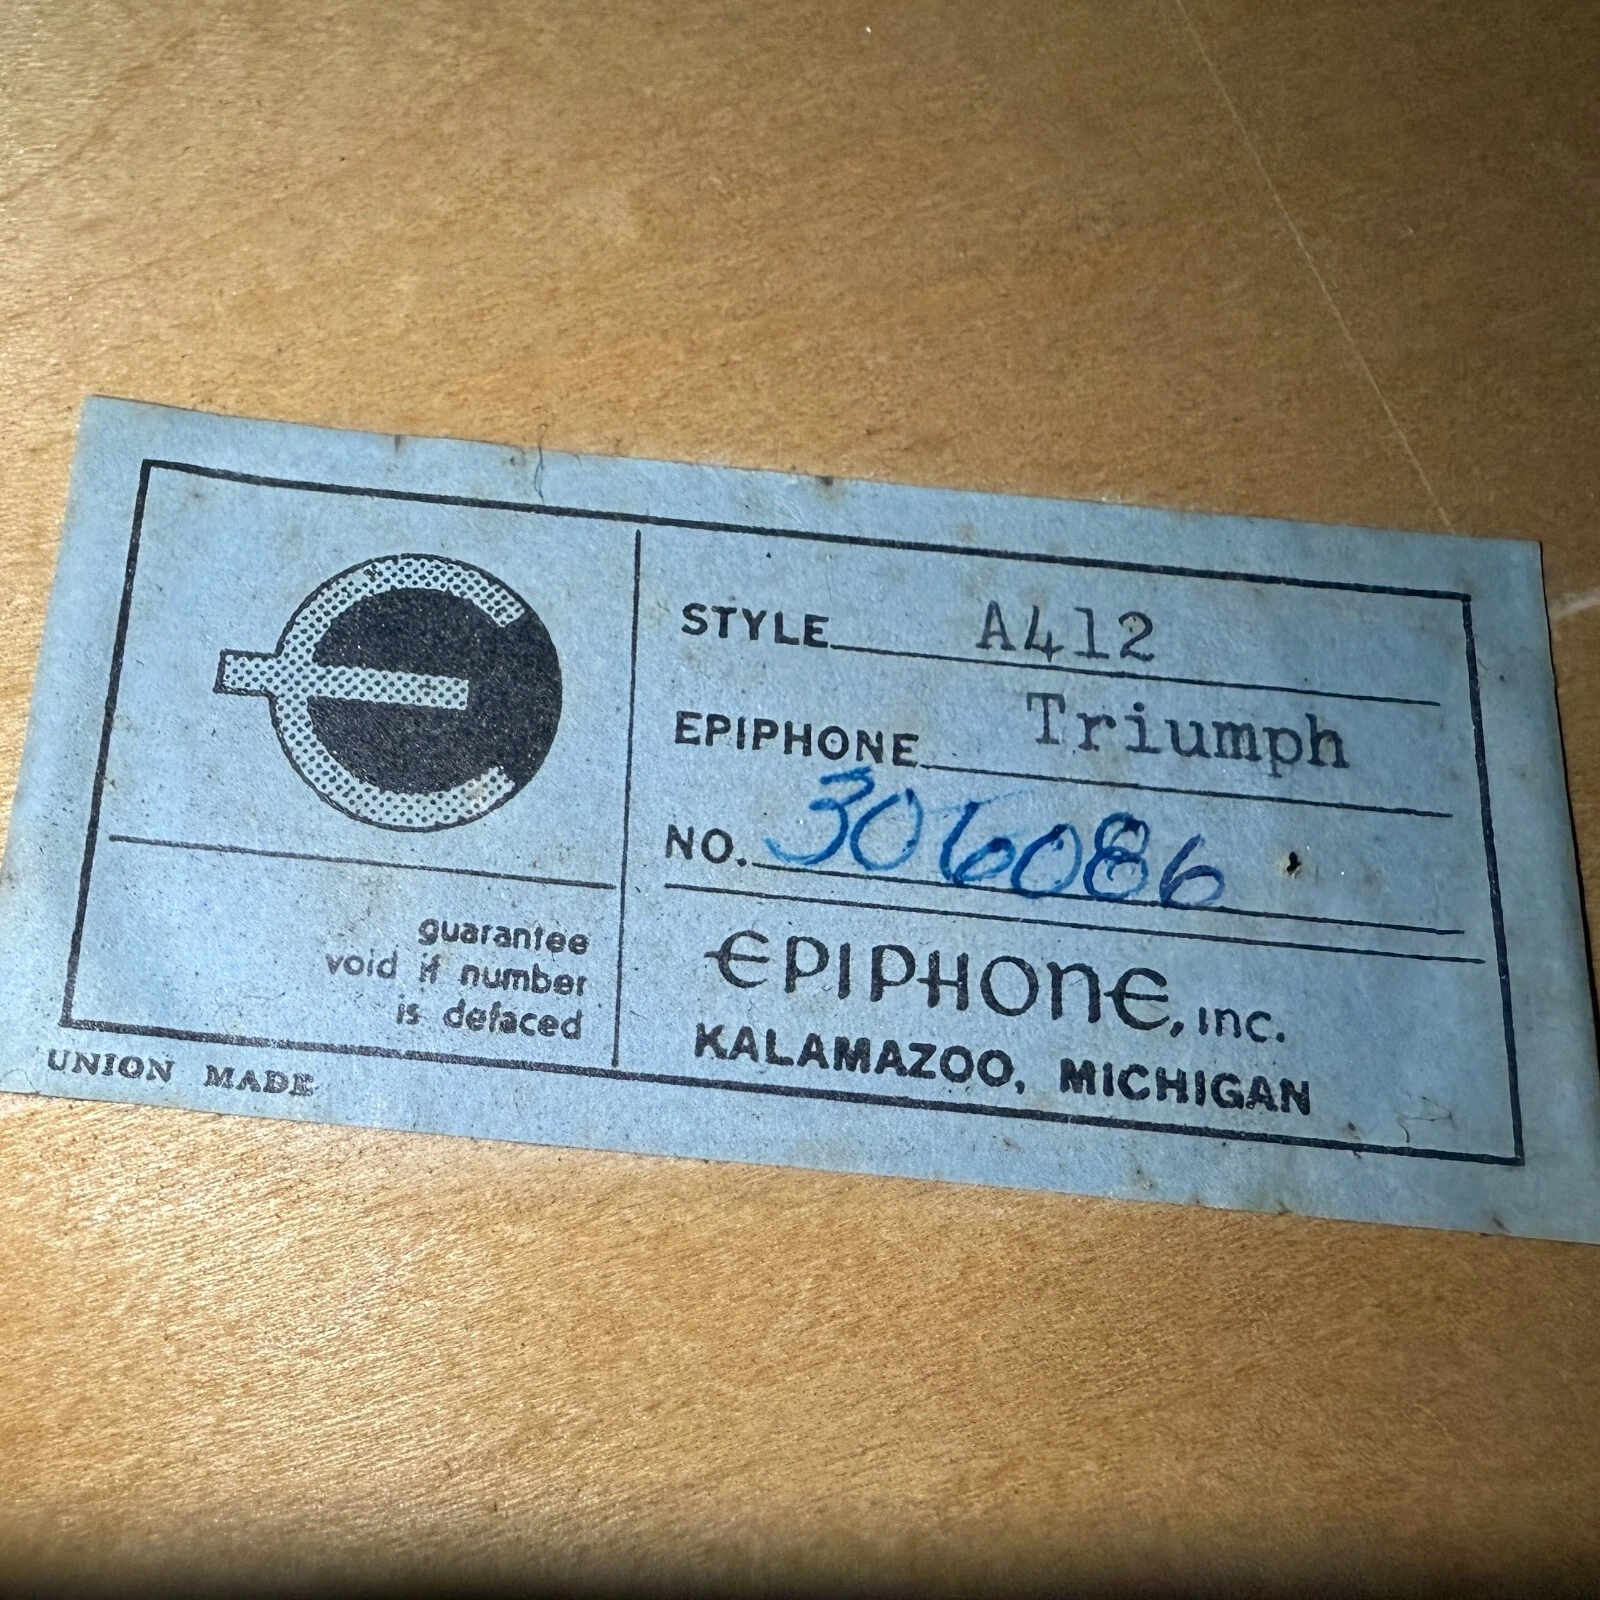 STYLE A412
EPIPHONE Triumph
NO. 306086
EPIPHONE, INC.
KALAMAZOO, MICHIGAN
guarantee
void if number
is defaced
UNION MADE